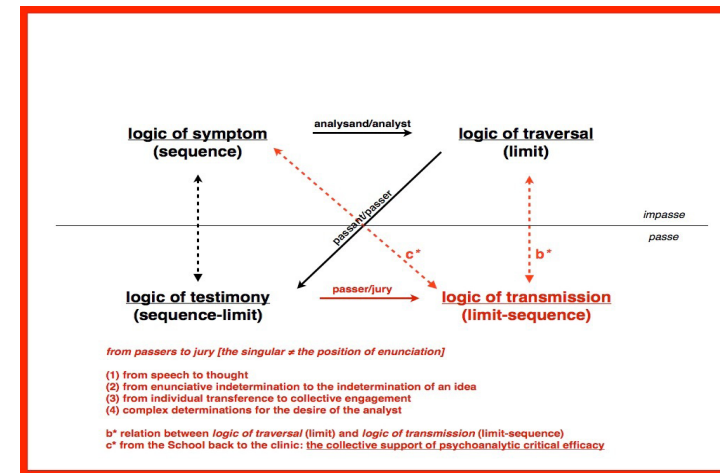 analysand/analyst
logic of symptom
(sequence)
logic of traversal
(limit)
passant/passer
impasse
passe
c*
b*
passer/jury
logic of testimony
(sequence-limit)
logic of transmission
(limit-sequence)
from passers to jury [the singular ≠ the position of enunciation]
(1) from speech to thought
(2) from enunciative indetermination to the indetermination of an idea
(3) from individual transference to collective engagement
(4) complex determinations for the desire of the analyst
b* relation between logic of traversal (limit) and logic of transmission (limit-sequence)
c* from the School back to the clinic: the collective support of psychoanalytic critical efficacy